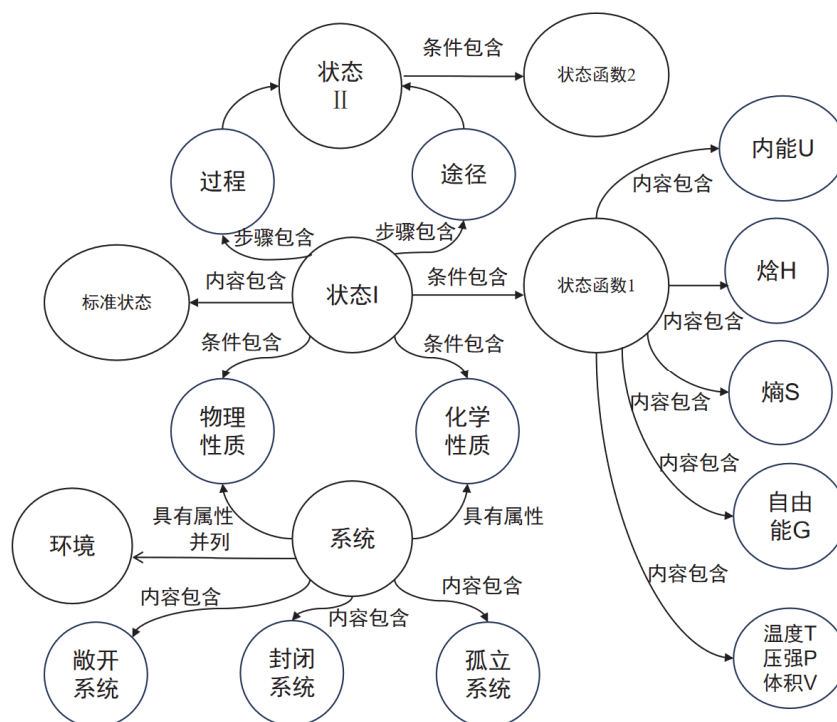 状态
II
条件包含
状态函数2
过程
途径
内能U
内容包含
步骤包含
步骤包含
标准状态
内容包含
状态I
条件包含
状态函数1
焓H
内容包含
条件包含
条件包含
物理
性质
化学
性质
内容包含
熵S
内容包含
自由
能G
具有属性
并列
具有属性
环境
系统
内容包含
内容包含
内容包含
内容包含
敞开
系统
封闭
系统
孤立
系统
温度T
压强P
体积V